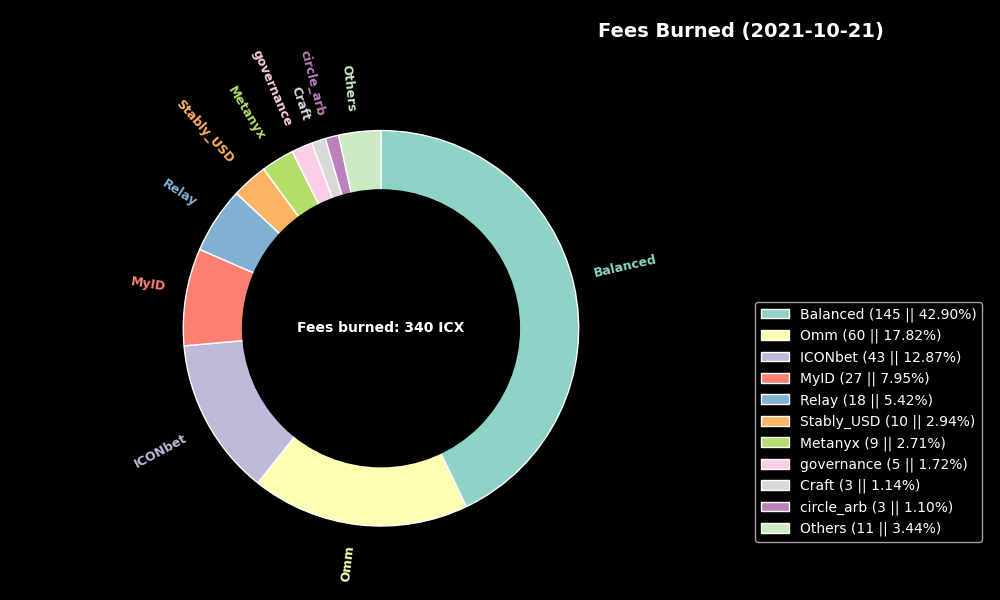 Fees Burned (2021-10-21)
Others
circle_arb
Craft
governance
Metanyx
Stably_USD
Relay
MyID
ICONbet
Omm
Balanced
Fees burned: 340 ICX
Balanced (145 || 42.90%)
Omm (60 || 17.82%)
ICONbet (43 || 12.87%)
MyID (27 || 7.95%)
Relay (18 || 5.42%)
Stably_USD (10 || 2.94%)
Metanyx (9 || 2.71%)
governance (5 || 1.72%)
Craft (3 || 1.14%)
circle_arb (3 || 1.10%)
Others (11 || 3.44%)